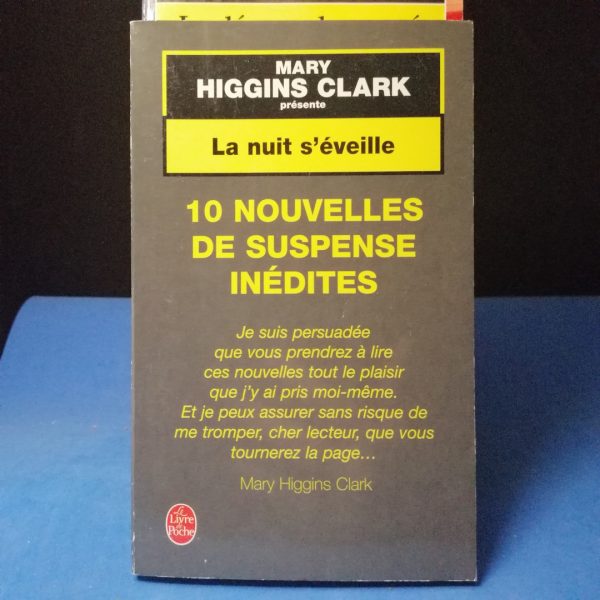 MARY
HIGGINS CLARK
présente
La nuit s'éveille
10 NOUVELLES
DE SUSPENSE
INÉDITES
Je suis persuadée
que vous prendrez à lire
ces nouvelles tout le plaisir
que j'y ai pris moi-même.
Et je peux assurer sans risque de
me tromper, cher lecteur, que vous
tournerez la page…
Mary Higgins Clark
Le
Livre
de
Poche